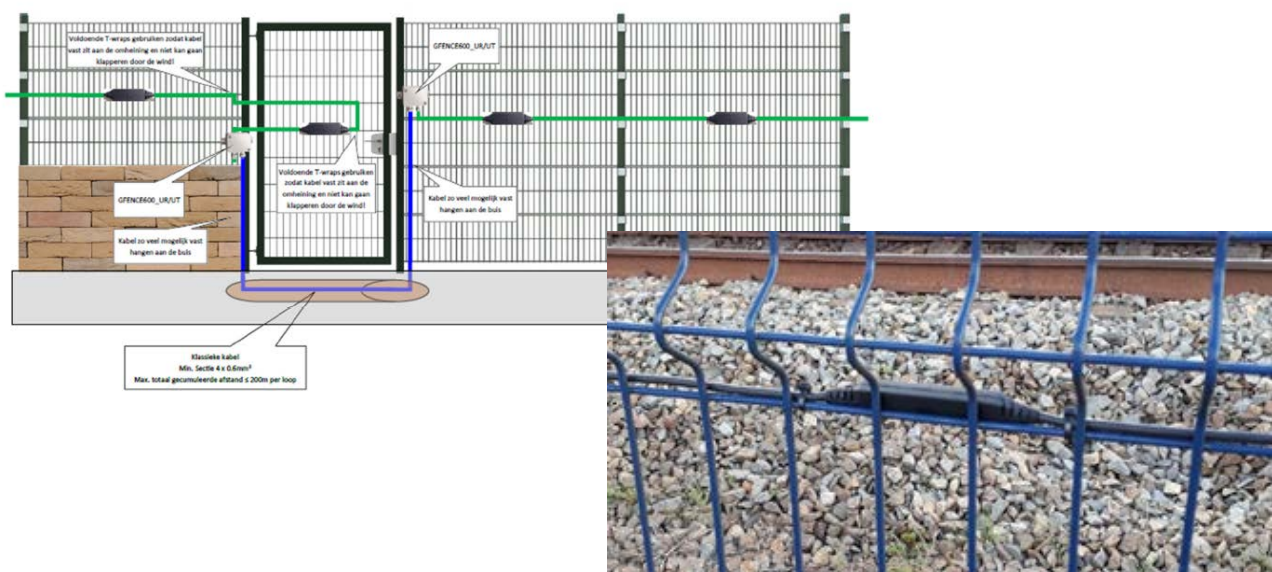 Voldoende T-wraps gebruiken zodat kabel
vast zit aan de omheining en niet kan gaan
klapperen door de wind!
GFENCE600_UR/UT
Voldoende T-wraps gebruiken
zodat kabel vast zit aan de
omheining en niet kan gaan
klapperen door de wind!
GFENCE600_UR/UT
Kabel zo veel mogelijk vast
hangen aan de buis
Kabel zo veel mogelijk vast
hangen aan de buis
Klassieke kabel
Min. Sectie 4 x 0.6mm²
Max. totaal gecumuleerde afstand ≤ 200m per loop